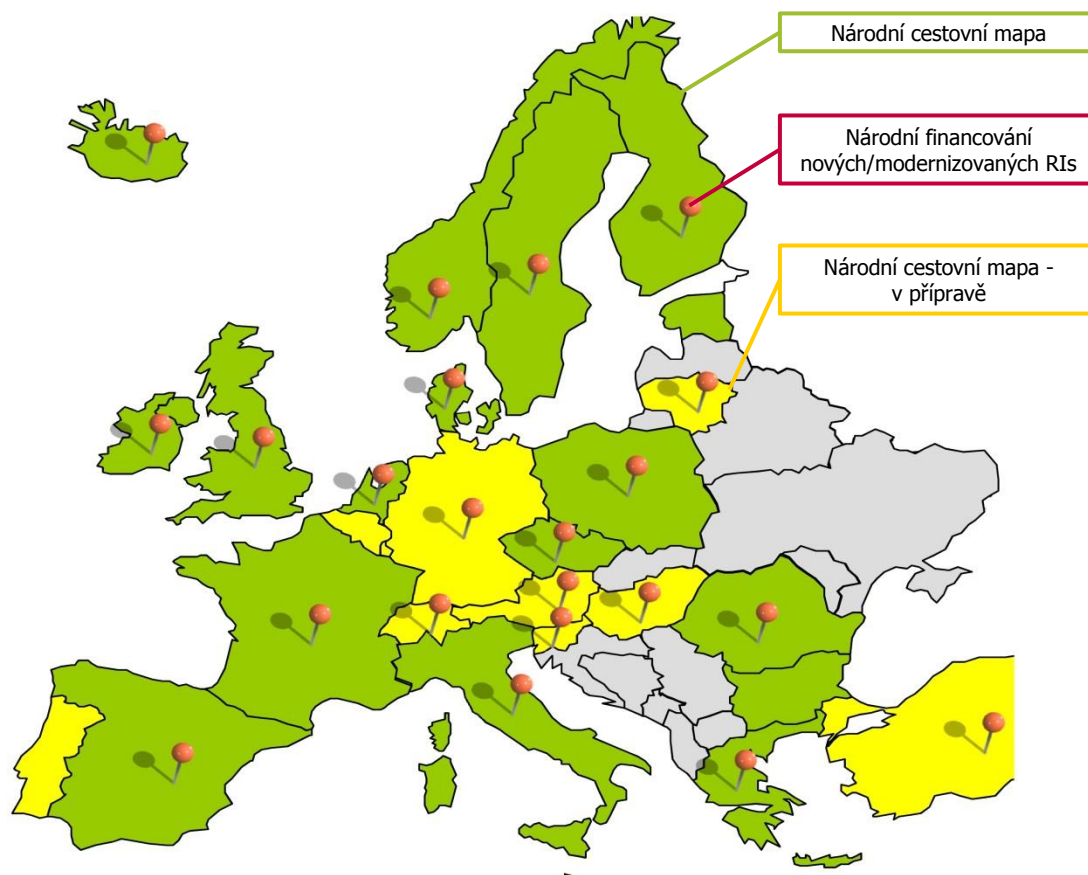 Národní cestovní mapa
Národní financování
nových/modernizovaných RIs
Národní cestovní mapa -
v přípravě